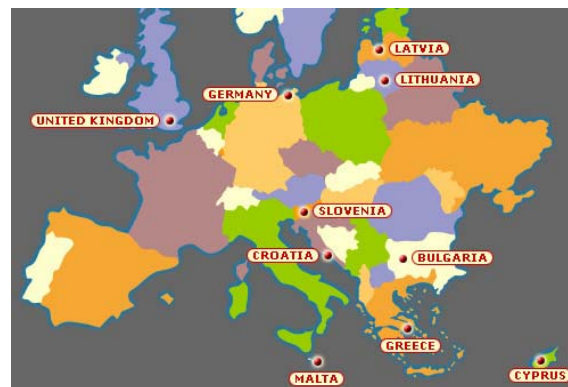 LATVIA
LITHUANIA
GERMANY
UNITED KINGDOM
SLOVENIA
CROATIA
BULGARIA
GREECE
MALTA
CYPRUS